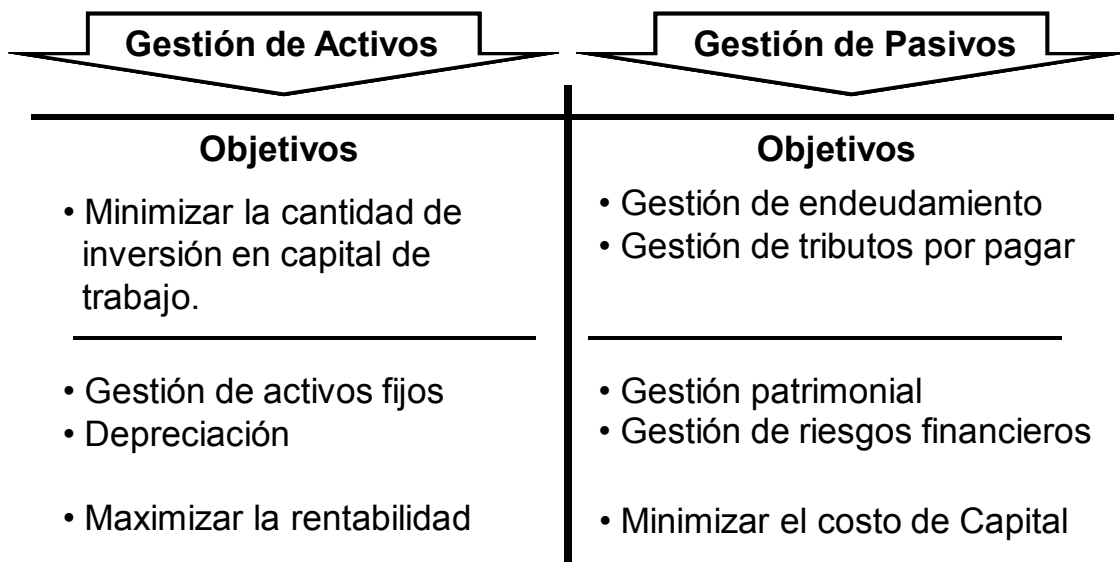 Gestión de Activos
Objetivos
• Minimizar la cantidad de
inversión en capital de
trabajo.
• Gestión de activos fijos
• Depreciación
• Maximizar la rentabilidad
Gestión de Pasivos
Objetivos
• Gestión de endeudamiento
• Gestión de tributos por pagar
• Gestión patrimonial
• Gestión de riesgos financieros
• Minimizar el costo de Capital